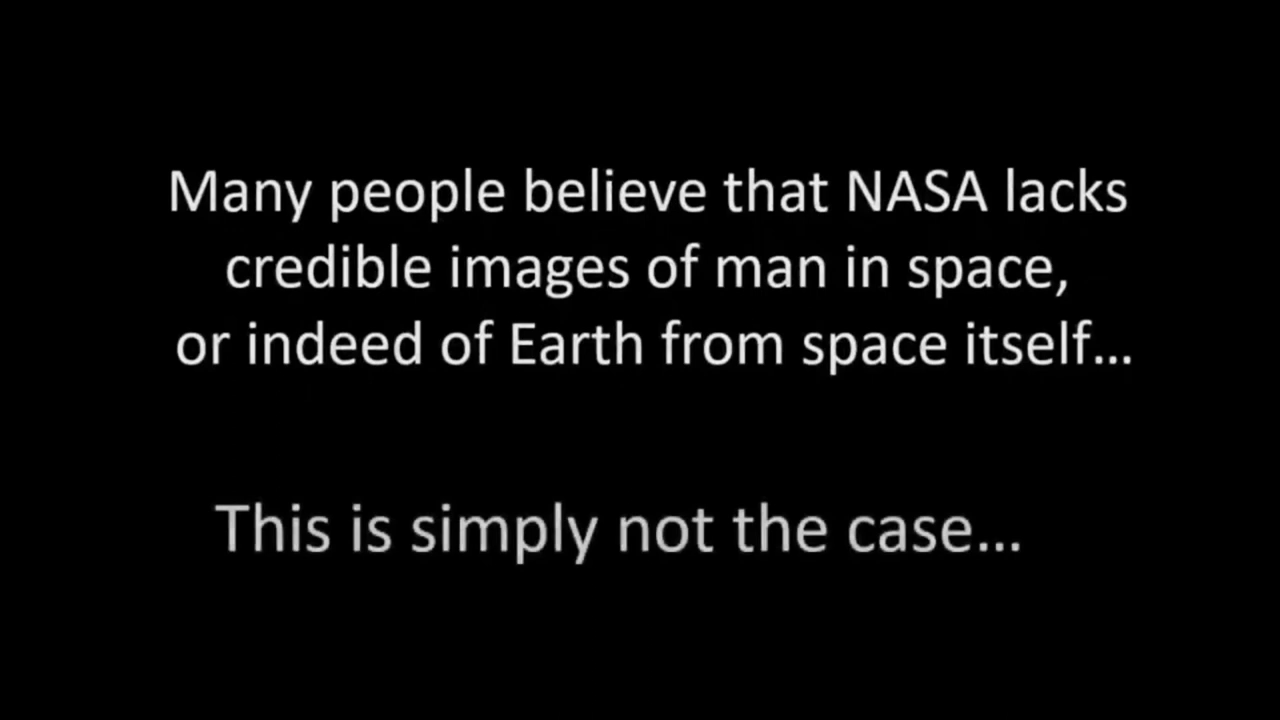 Many people believe that NASA lacks
credible images of man in space,
or indeed of Earth from space itself...
This is simply not the case...